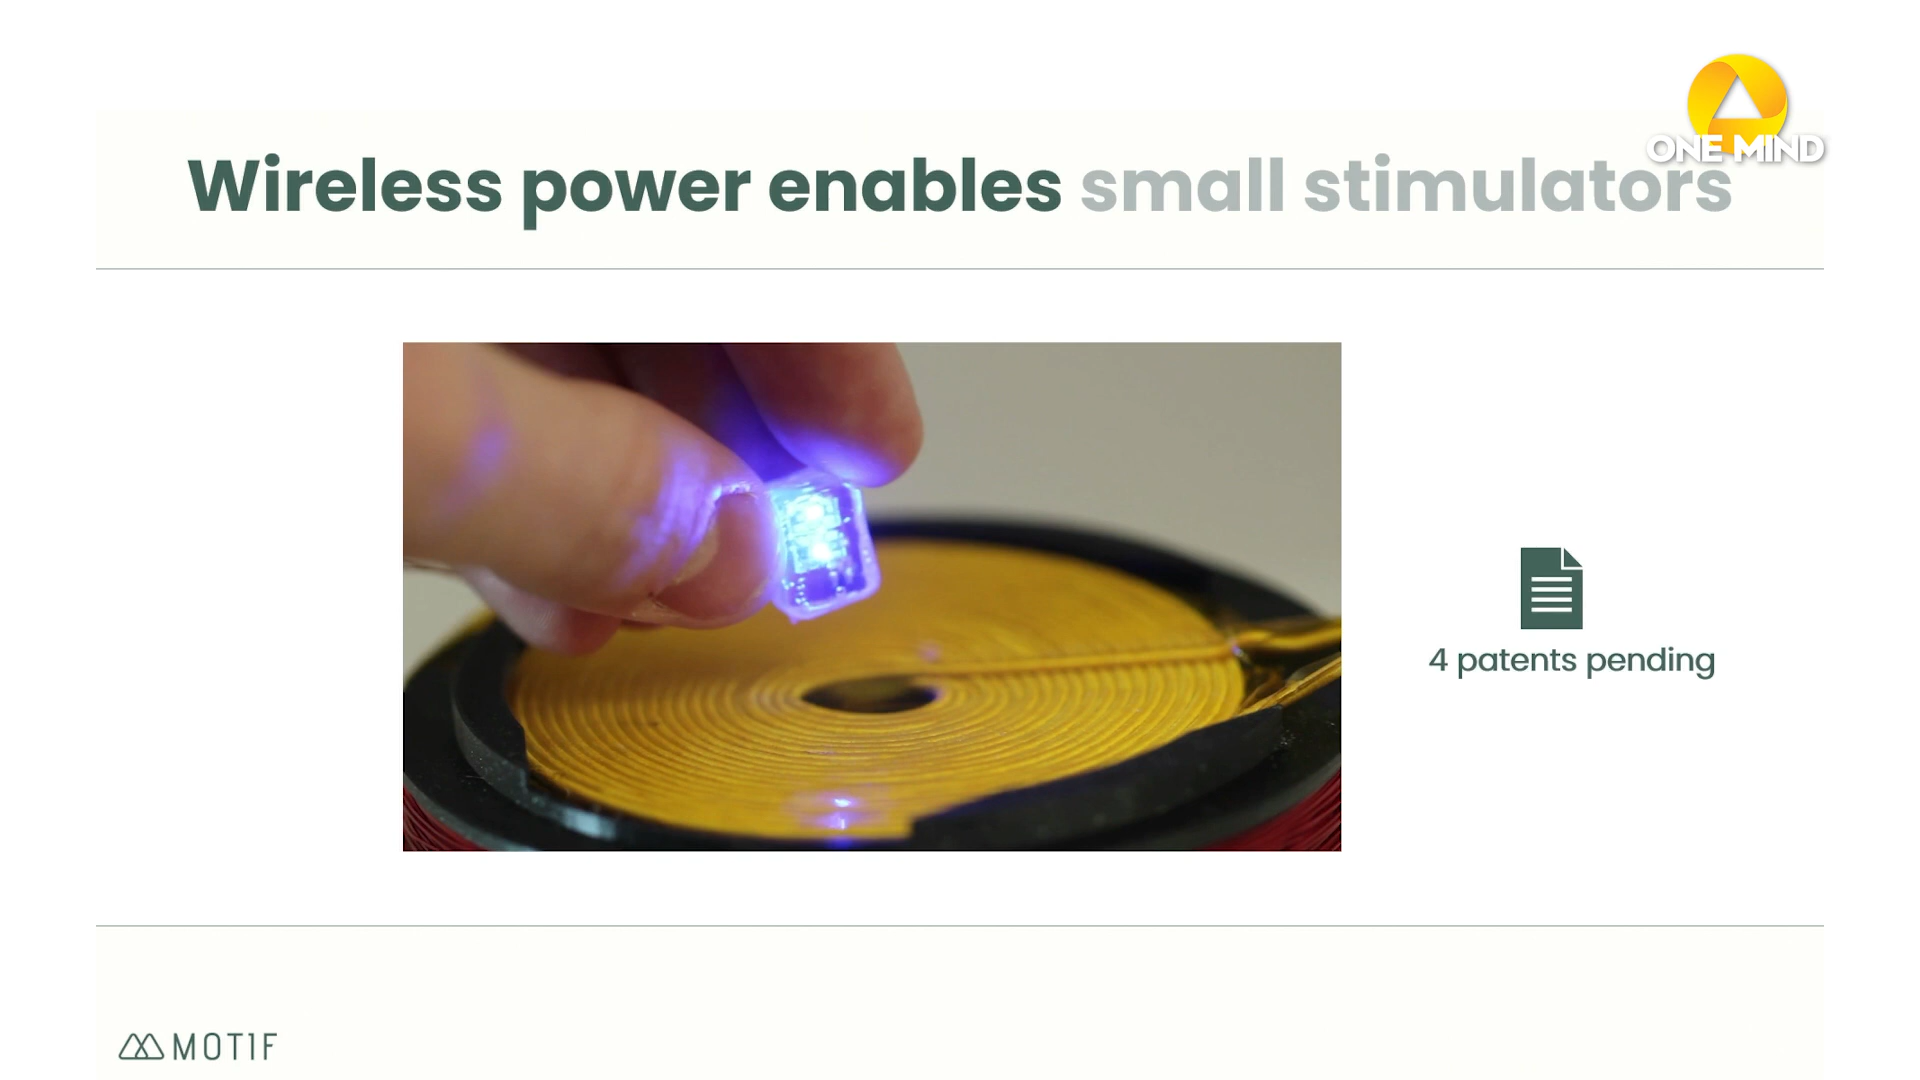 ONE MIND
Wireless power enables small stimulators
4 patents pending
MOTIF